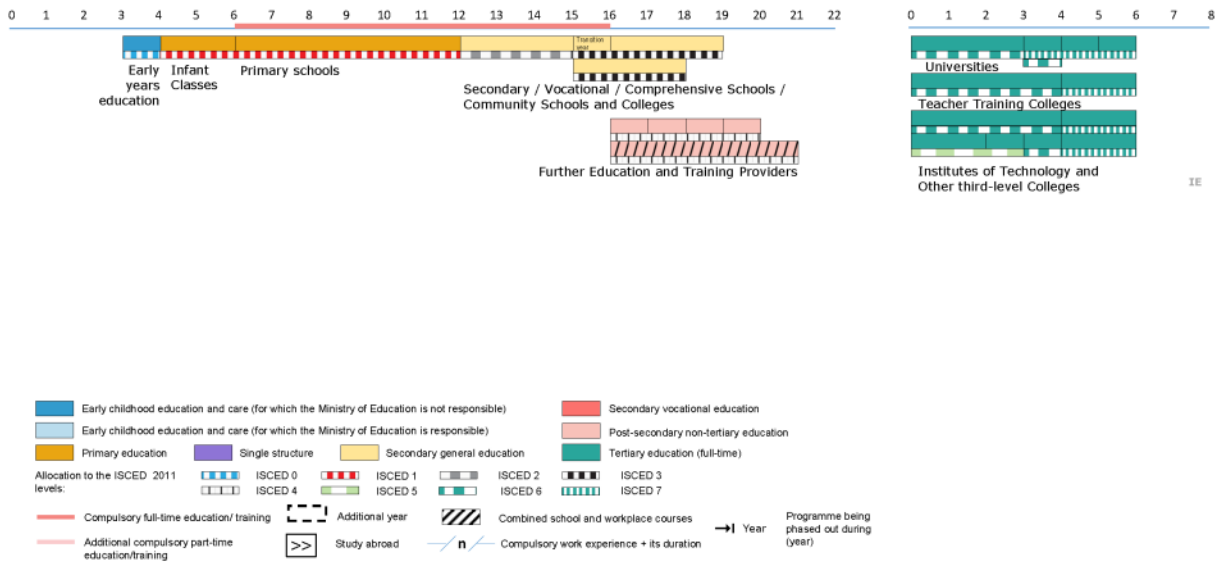 0 1 2 3 4 5 6 7 8 9 10 11 12 13 14 15 16 17 18 19 20 21 22
0 1 2 3 4 5 6 7 8
Transition
year
Early
years
education
Infant
Classes
Primary schools
Secondary / Vocational / Comprehensive Schools /
Community Schools and Colleges
Further Education and Training Providers
Universities
Teacher Training Colleges
Institutes of Technology and
Other third-level Colleges
IE
Early childhood education and care (for which the Ministry of Education is not responsible)
Secondary vocational education
Early childhood education and care (for which the Ministry of Education is responsible)
Post-secondary non-tertiary education
Primary education
Single structure
Secondary general education
Tertiary education (full-time)
Allocation to the ISCED 2011
levels:
ISCED 0
ISCED 1
ISCED 2
ISCED 3
ISCED 4
ISCED 5
ISCED 6
ISCED 7
Compulsory full-time education/ training
Additional year
Combined school and workplace courses
Year
Programme being
phased out during
(year)
Additional compulsory part-time
education/training
>>
Study abroad
n
Compulsory work experience + its duration